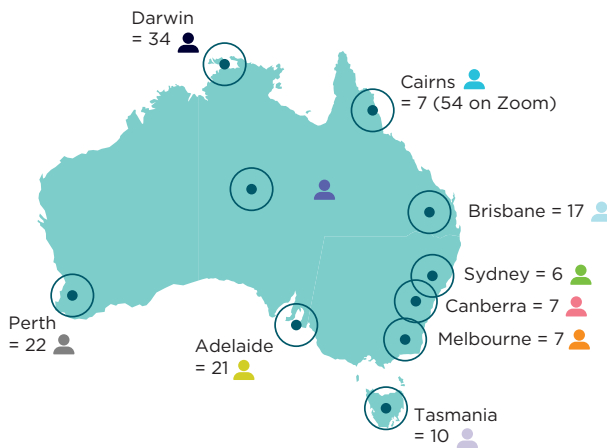 Darwin
= 34
Cairns
= 7 (54 on Zoom)
Brisbane = 17
Sydney = 6
Canberra = 7
Melbourne = 7
Perth
= 22
Adelaide
= 21
Tasmania
= 10